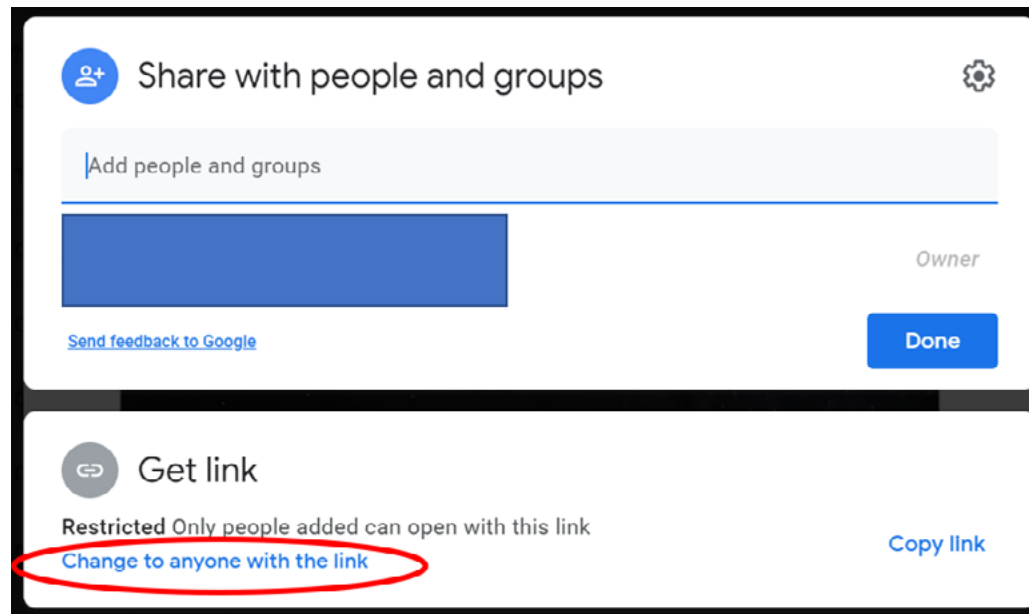 Share with people and groups
Add people and groups
Owner
Send feedback to Google
Done
Get link
Restricted Only people added can open with this link
Change to anyone with the link
Copy link